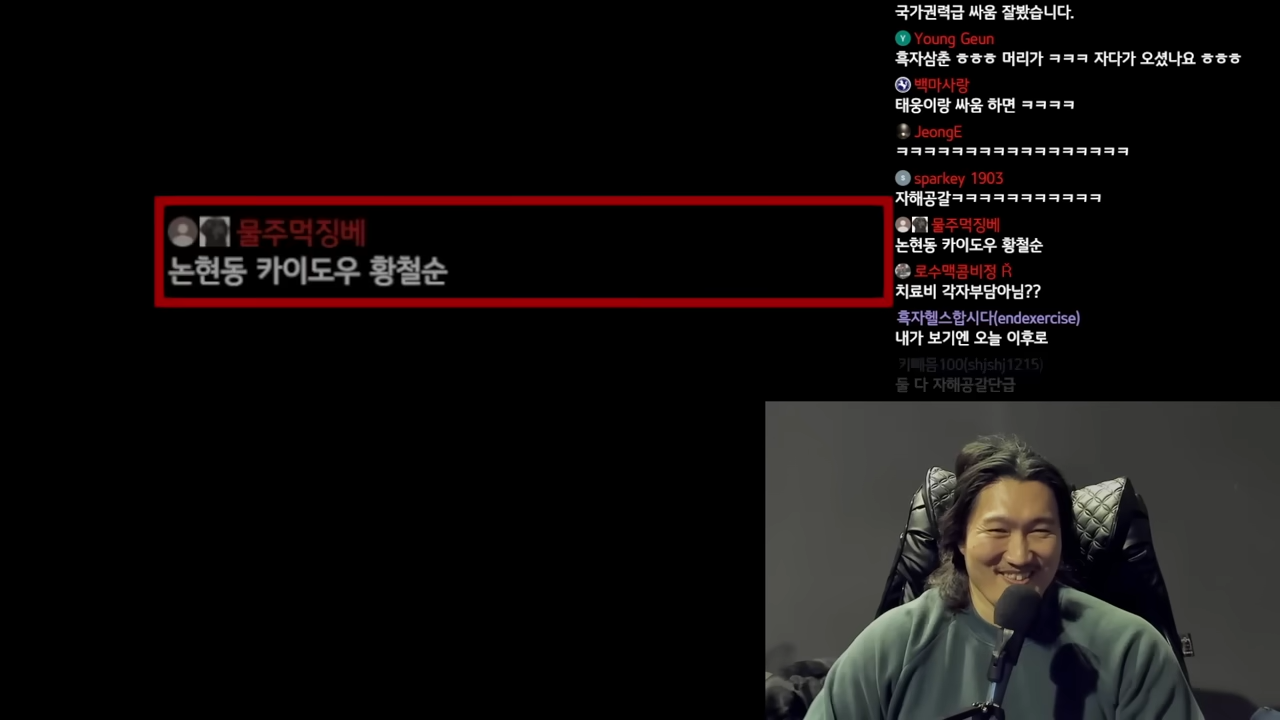 물주먹징베
논현동 카이도우 황철순
국가권력급 싸움 잘봤습니다.
Y Young Geun
흑자삼춘 ㅎㅎㅎ 머리가 ㅋㅋㅋ 자다가 오셨나요 ㅎㅎㅎ
백마사랑
태웅이랑 싸움 하면 ㅋㅋㅋㅋ
JeongE
ㅋㅋㅋㅋㅋㅋㅋㅋㅋㅋㅋㅋㅋㅋㅋㅋㅋ
s sparkey 1903
자해공갈ㅋㅋㅋㅋㅋㅋㅋㅋㅋㅋㅋ
물주먹징베
논현동 카이도우 황철순
로수맥콤비정 Ř
치료비 각자부담아님??
흑자헬스합시다(endexercise)
내가 보기엔 오늘 이후로
키빼몸100(shjshj1215)
둘 다 자해공갈단급